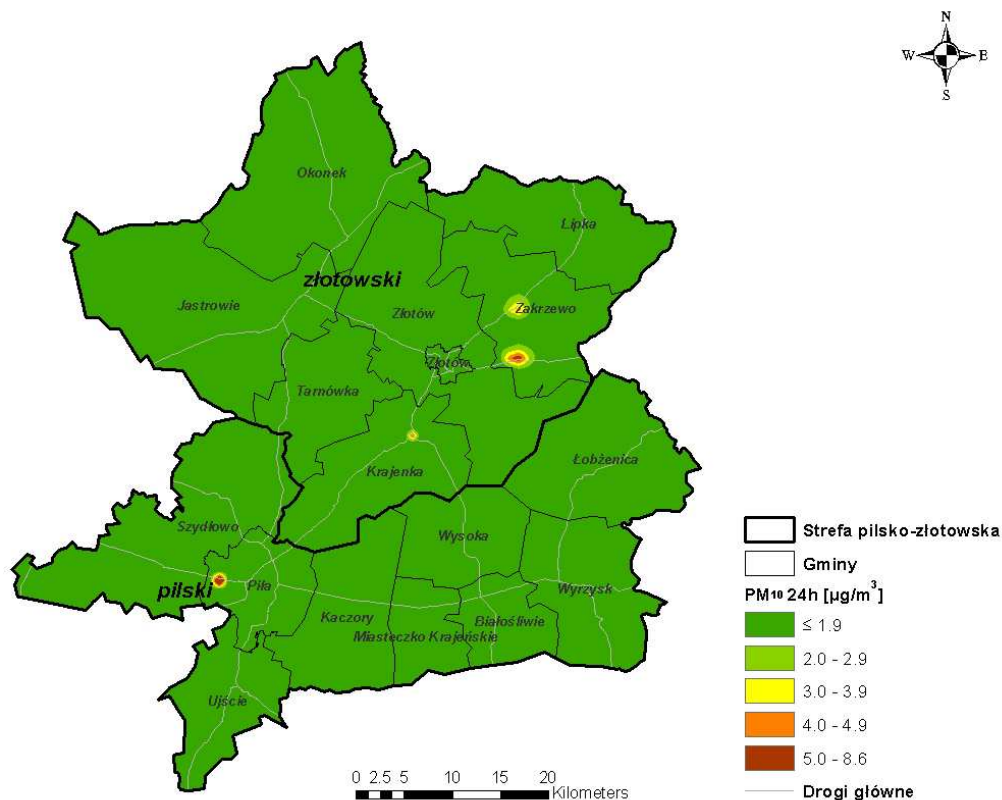 N
W E
S
Okonek
Lipka
złotowski
Jastrowie
Złotów
Zakrzewo
Złotów
Tarnówka
Krajenka
Łobżenica
Szydłowo
Wysoka
pilski
Piła
Kaczory
Wyrzysk
Białośliwie
Miasteczko Krajeńskie
Ujście
Strefa pilsko-złotowska
Gminy
PM10 24h [µg/m³]
≤ 1.9
2.0 - 2.9
3.0 - 3.9
4.0 - 4.9
5.0 - 8.6
Drogi główne
0 2.5 5 10 15 20
Kilometers